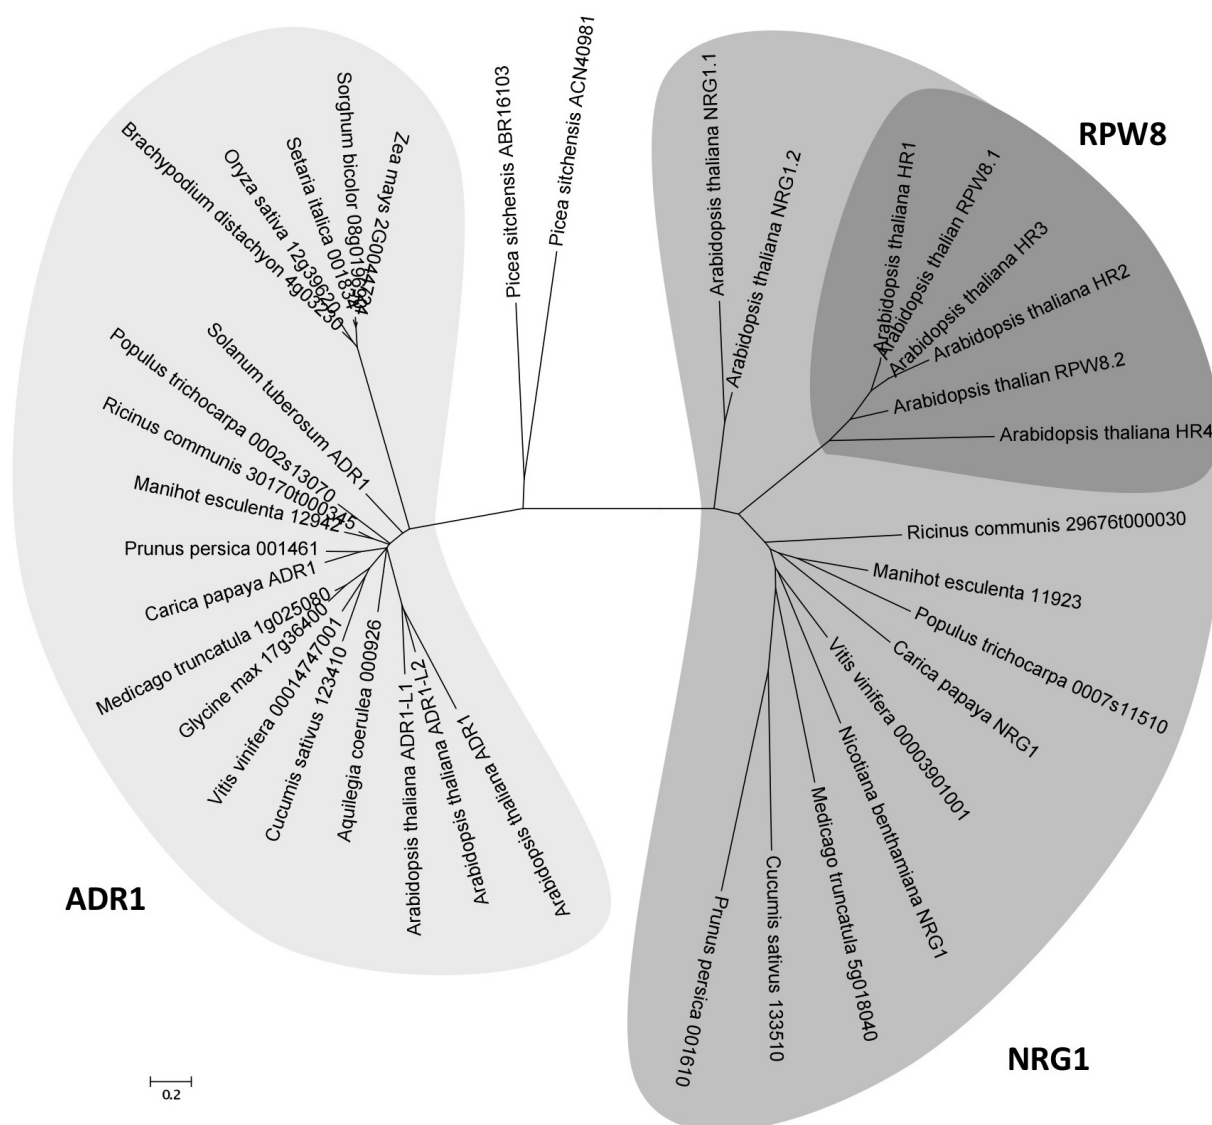 Picea sitchensis ABR16103
Picea sitchensis ACN40981
Zea mays 2G004473
Sorghum bicolor 08g019
Setaria italica 00183
Oryza sativa 12g39620
Brachypodium distachyon 4g03230
Solanum tuberosum ADR1
Populus trichocarpa 0002s13070
Ricinus communis 30170t000345
Manihot esculenta 12942
Prunus persica 001461
Carica papaya ADR1
Medicago truncatula 1g025080
Glycine max 17g36400
Vitis vinifera 00014747001
Cucumis sativus 123410
Aquilegia coerulea 000926
Arabidopsis thaliana ADR1-L1
Arabidopsis thaliana ADR1-L2
Arabidopsis thaliana ADR1
ADR1
Arabidopsis thaliana NRG1.1
Arabidopsis thaliana NRG1.2
RPW8
Arabidopsis thaliana HR1
Arabidopsis thalian RPW8.1
Arabidopsis thaliana HR3
Arabidopsis thaliana HR2
Arabidopsis thalian RPW8.2
Arabidopsis thaliana HR4
Ricinus communis 29676t000030
Manihot esculenta 11923
Populus trichocarpa 0007s11510
Carica papaya NRG1
Vitis vinifera 00003901001
Nicotiana benthamiana NRG1
Medicago truncatula 5g018040
Cucumis sativus 133510
Prunus persica 001610
NRG1
0.2